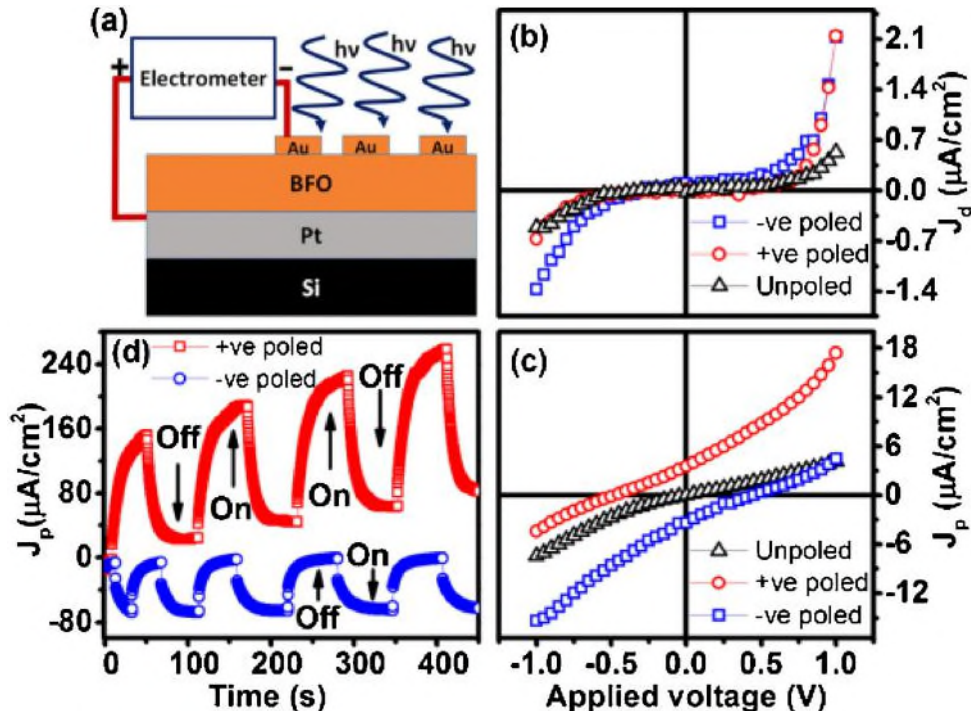 (a)
hν hν hν
+ Electrometer −
Au Au Au
BFO
Pt
Si
(b)
2.1
1.4
0.7
0.0
-0.7
-1.4
J_d (μA/cm²)
-ve poled
+ve poled
Unpoled
(d)
+ve poled
-ve poled
Off
Off
On
On
On
Off
240
160
80
0
-80
J_p(μA/cm²)
0 100 200 300 400
Time (s)
(c)
18
12
6
0
-6
-12
J_p (μA/cm²)
Unpoled
+ve poled
-ve poled
-1.0 -0.5 0.0 0.5 1.0
Applied voltage (V)